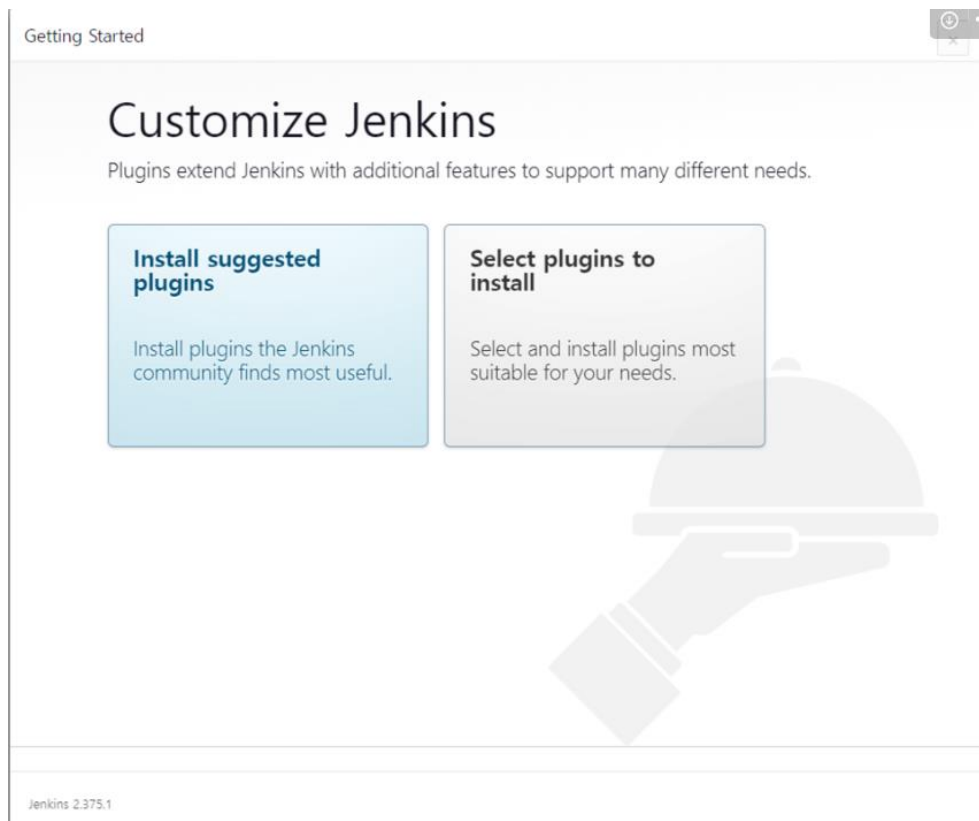 Getting Started
Customize Jenkins
Plugins extend Jenkins with additional features to support many different needs.
Install suggested
plugins
Install plugins the Jenkins
community finds most useful.
Select plugins to
install
Select and install plugins most
suitable for your needs.
Jenkins 2.375.1